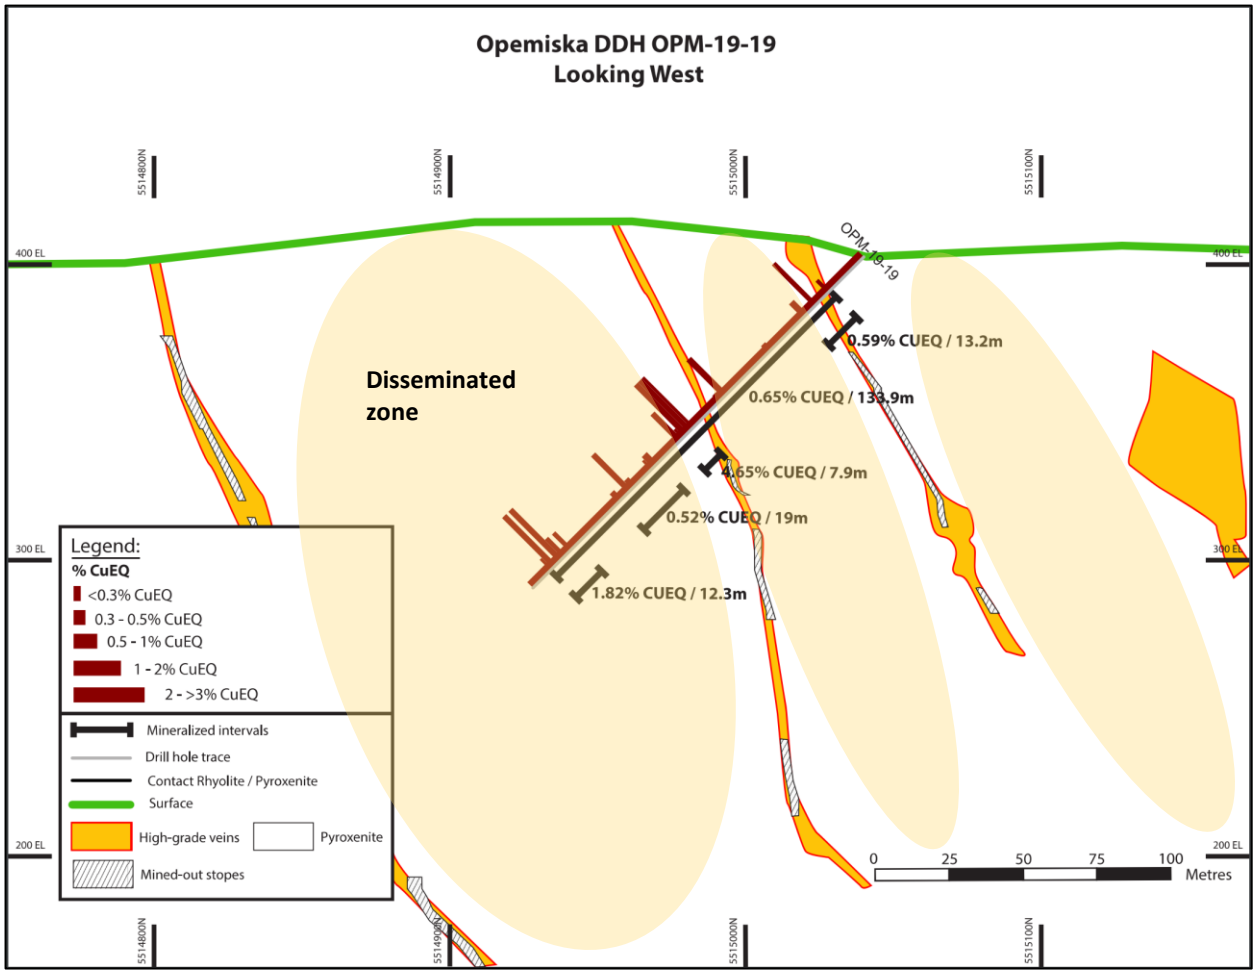 Opemiska DDH OPM-19-19
Looking West
5514800N
5514900N
5515000N
5515100N
OPM-19-19
400 EL
400 EL
0.59% CUEQ / 13.2m
Disseminated
zone
0.65% CUEQ / 133.9m
4.65% CUEQ / 7.9m
0.52% CUEQ / 19m
300 EL
300 EL
1.82% CUEQ / 12.3m
Legend:
% CuEQ
<0.3% CuEQ
0.3 - 0.5% CuEQ
0.5 - 1% CuEQ
1 - 2% CuEQ
2 - >3% CuEQ
Mineralized intervals
Drill hole trace
Contact Rhyolite / Pyroxenite
Surface
High-grade veins
Pyroxenite
Mined-out stopes
200 EL
200 EL
0 25 50 75 100
Metres
5514800N
5514900N
5515000N
5515100N